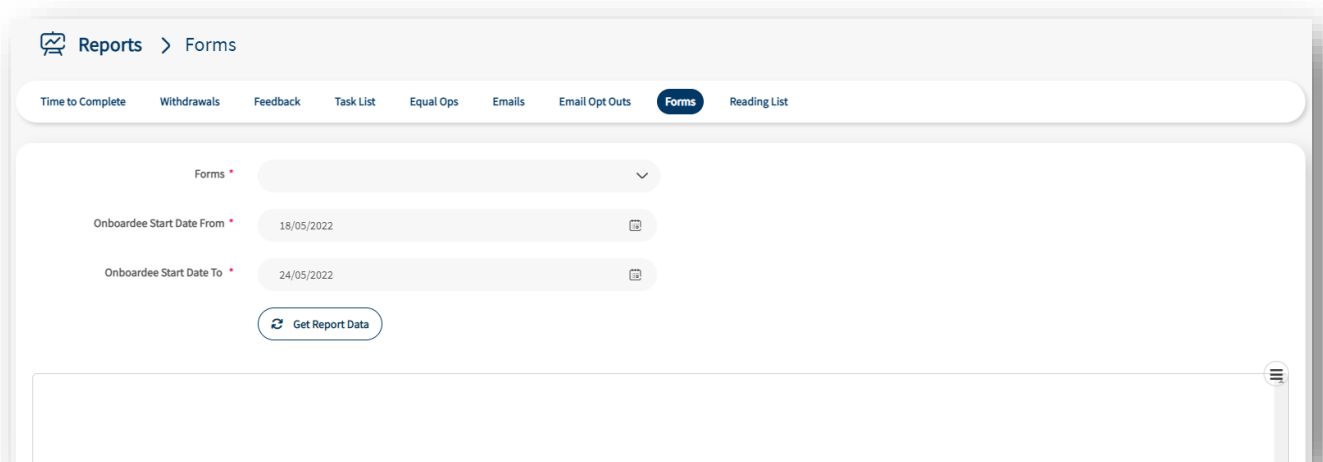 Reports > Forms
Time to Complete Withdrawals Feedback Task List Equal Ops Emails Email Opt Outs Forms Reading List
Forms *
Onboardee Start Date From * 18/05/2022
Onboardee Start Date To * 24/05/2022
Get Report Data